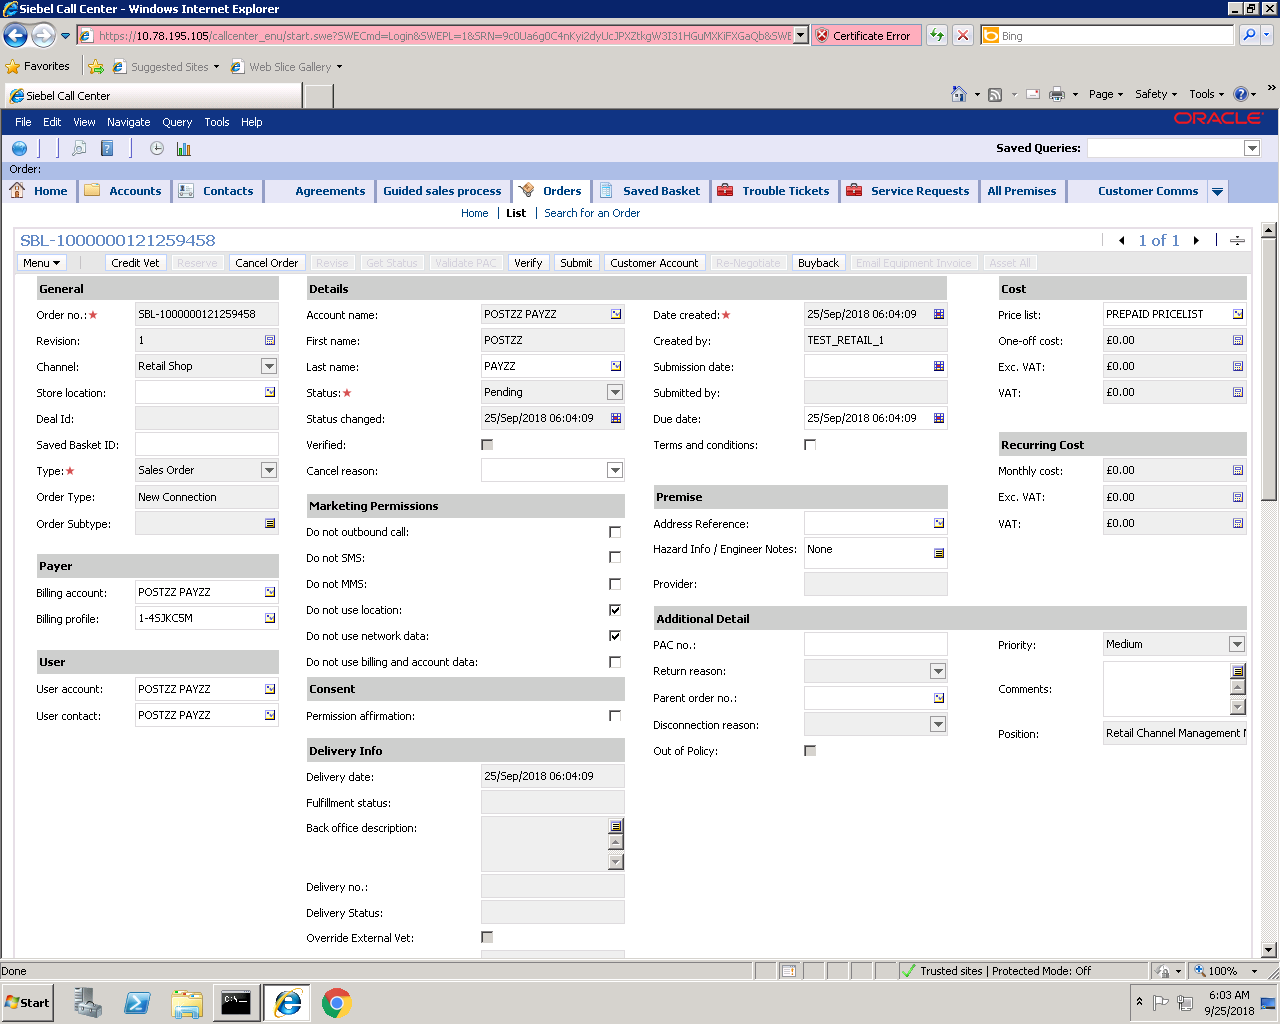 Siebel Call Center - Windows Internet Explorer
https://10.78.195.105/callcenter_enu/start.swe?SWECmd=Login&SWEPL=1&SRN=
Certificate Error
Bing
Favorites
Suggested Sites
Web Slice Gallery
Siebel Call Center
Page
Safety
Tools
File Edit View Navigate Query Tools Help
ORACLE
Saved Queries:
Order:
Home Accounts Contacts Agreements Guided sales process Orders Saved Basket Trouble Tickets Service Requests All Premises Customer Comms
Home | List | Search for an Order
SBL-1000000121259458
1 of 1
Menu Credit Vet Reserve Cancel Order Revise Get Status Validate PAC Verify Submit Customer Account Re-Negotiate Buyback Email Equipment Invoice Asset All
General
Order no.:★ SBL-1000000121259458
Revision: 1
Channel: Retail Shop
Store location:
Deal Id:
Saved Basket ID:
Type:★ Sales Order
Order Type: New Connection
Order Subtype:
Payer
Billing account: POSTZZ PAYZZ
Billing profile: 1-4SJKC5M
User
User account: POSTZZ PAYZZ
User contact: POSTZZ PAYZZ
Details
Account name: POSTZZ PAYZZ
First name: POSTZZ
Last name: PAYZZ
Status:★ Pending
Status changed: 25/Sep/2018 06:04:09
Verified:
Cancel reason:
Marketing Permissions
Do not outbound call:
Do not SMS:
Do not MMS:
Do not use location:
Do not use network data:
Do not use billing and account data:
Consent
Permission affirmation:
Delivery Info
Delivery date: 25/Sep/2018 06:04:09
Fulfillment status:
Back office description:
Delivery no.:
Delivery Status:
Override External Vet:
Date created:★ 25/Sep/2018 06:04:09
Created by: TEST_RETAIL_1
Submission date:
Submitted by:
Due date: 25/Sep/2018 06:04:09
Terms and conditions:
Premise
Address Reference:
Hazard Info / Engineer Notes: None
Provider:
Additional Detail
PAC no.:
Return reason:
Parent order no.:
Disconnection reason:
Out of Policy:
Priority: Medium
Comments:
Position: Retail Channel Management
Cost
Price list: PREPAID PRICELIST
One-off cost: £0.00
Exc. VAT: £0.00
VAT: £0.00
Recurring Cost
Monthly cost: £0.00
Exc. VAT: £0.00
VAT: £0.00
Done
Trusted sites | Protected Mode: Off
100%
Start
C:\
6:03 AM
9/25/2018